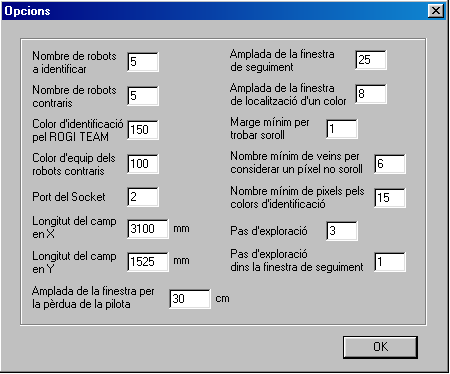 Opcions
Nombre de robots
a identificar
5
Nombre de robots
contraris
5
Color d'identificació
pel ROGI TEAM
150
Color d'equip dels
robots contraris
100
Port del Socket
2
Longitut del camp
en X
3100 mm
Longitut del camp
en Y
1525 mm
Amplada de la finestra per
la pèrdua de la pilota
30 cm
Amplada de la finestra
de seguiment
25
Amplada de la finestra
de localització d'un color
8
Marge mínim per
trobar soroll
1
Nombre mínim de veins per
considerar un píxel no soroll
6
Nombre mínim de pixels pels
colors d'identificació
15
Pas d'exploració
3
Pas d'exploració
dins la finestra de seguiment
1
OK